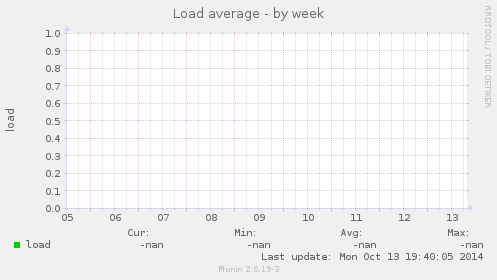 Load average - by week
RRDTOOL / TOBI OETIKER
load
1.0
0.9
0.8
0.7
0.6
0.5
0.4
0.3
0.2
0.1
0.0
05 06 07 08 09 10 11 12 13
Cur: Min: Avg: Max:
load -nan -nan -nan -nan
Last update: Mon Oct 13 19:40:05 2014
Munin 2.0.19-3